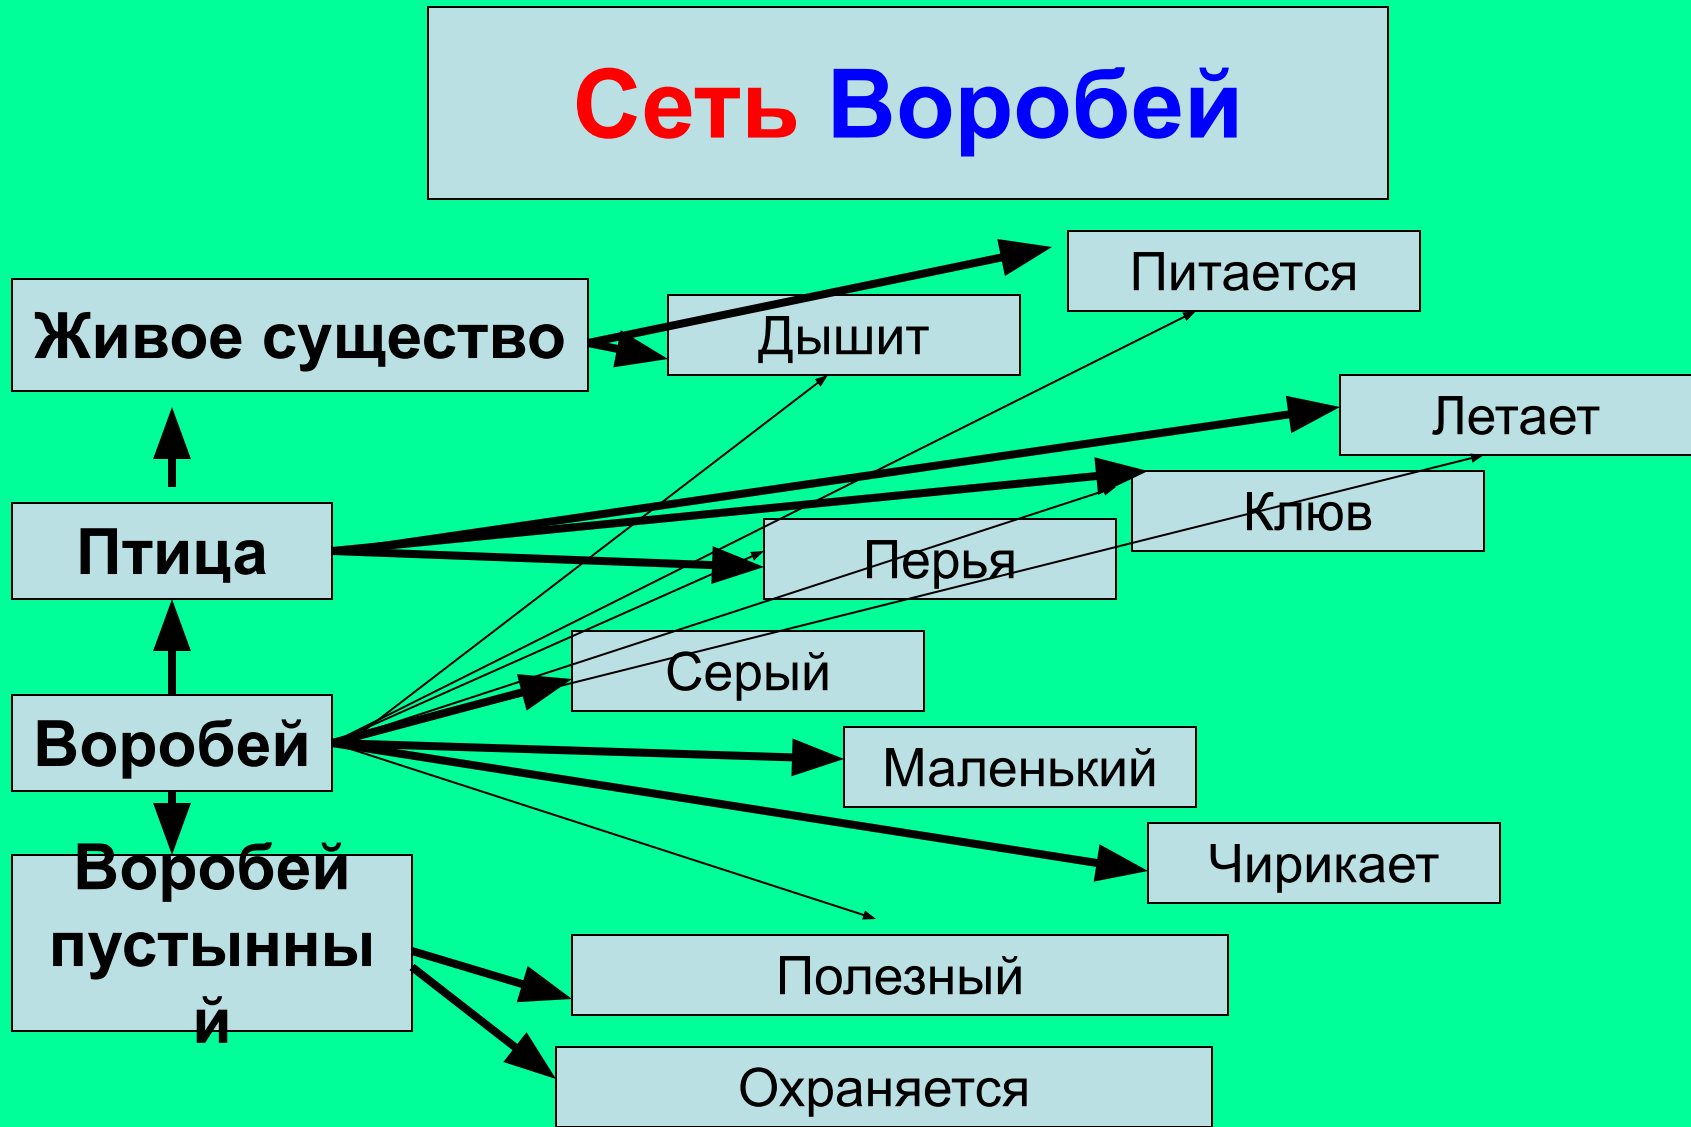 Сеть Воробей
Питается
Живое существо
Дышит
Летает
Клюв
Птица
Перья
Серый
Воробей
Маленький
Чирикает
Воробей
пустынны
й
Полезный
Охраняется